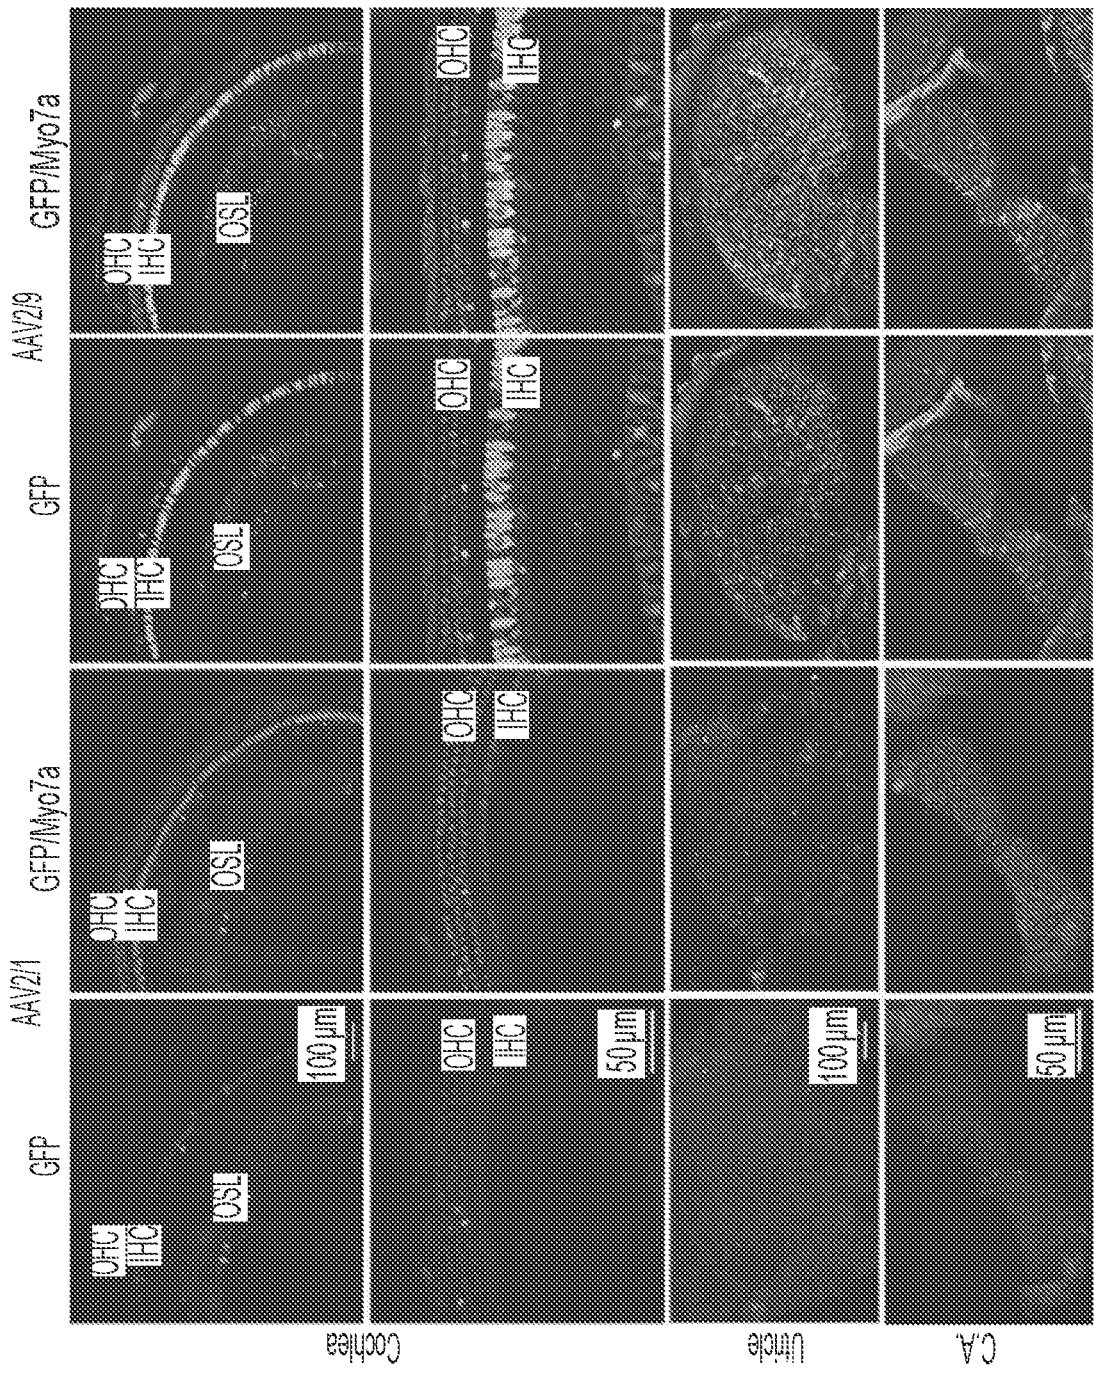 AAV2/1
AAV2/9
GFP
GFP/Myo7a
GFP
GFP/Myo7a
Cochlea
OHC
IHC
OSL
100 µm
OHC
IHC
OSL
OHC
IHC
OSL
OHC
IHC
OSL
OHC
IHC
50 µm
OHC
IHC
OHC
IHC
OHC
IHC
Utricle
100 µm
C.A.
50 µm